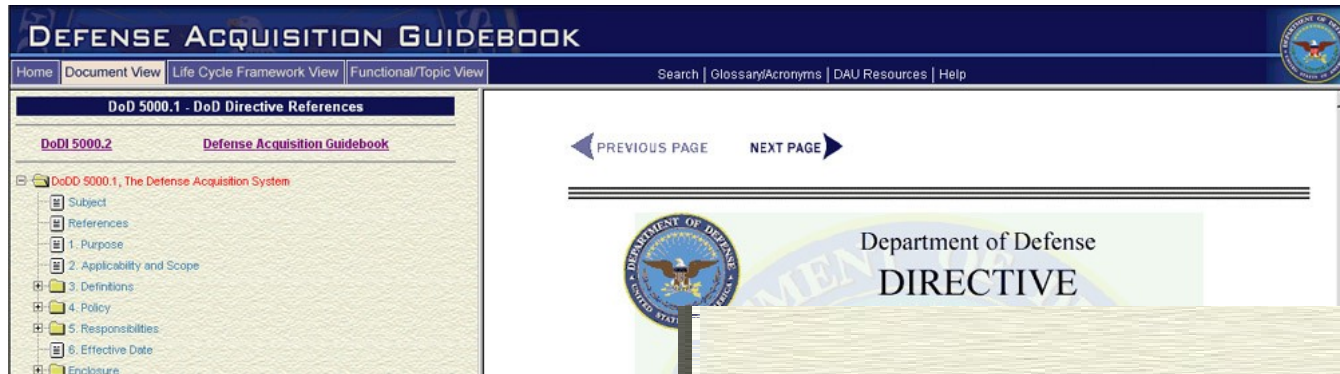 DEFENSE ACQUISITION GUIDEBOOK
Home Document View Life Cycle Framework View Functional/Topic View
Search | Glossary/Acronyms | DAU Resources | Help
DoD 5000.1 - DoD Directive References
DoDI 5000.2 Defense Acquisition Guidebook
DoDD 5000.1, The Defense Acquisition System
Subject
References
1. Purpose
2. Applicability and Scope
3. Definitions
4. Policy
5. Responsibilities
6. Effective Date
Enclosure
PREVIOUS PAGE NEXT PAGE
DEPARTMENT OF DEFENSE
Department of Defense
DIRECTIVE